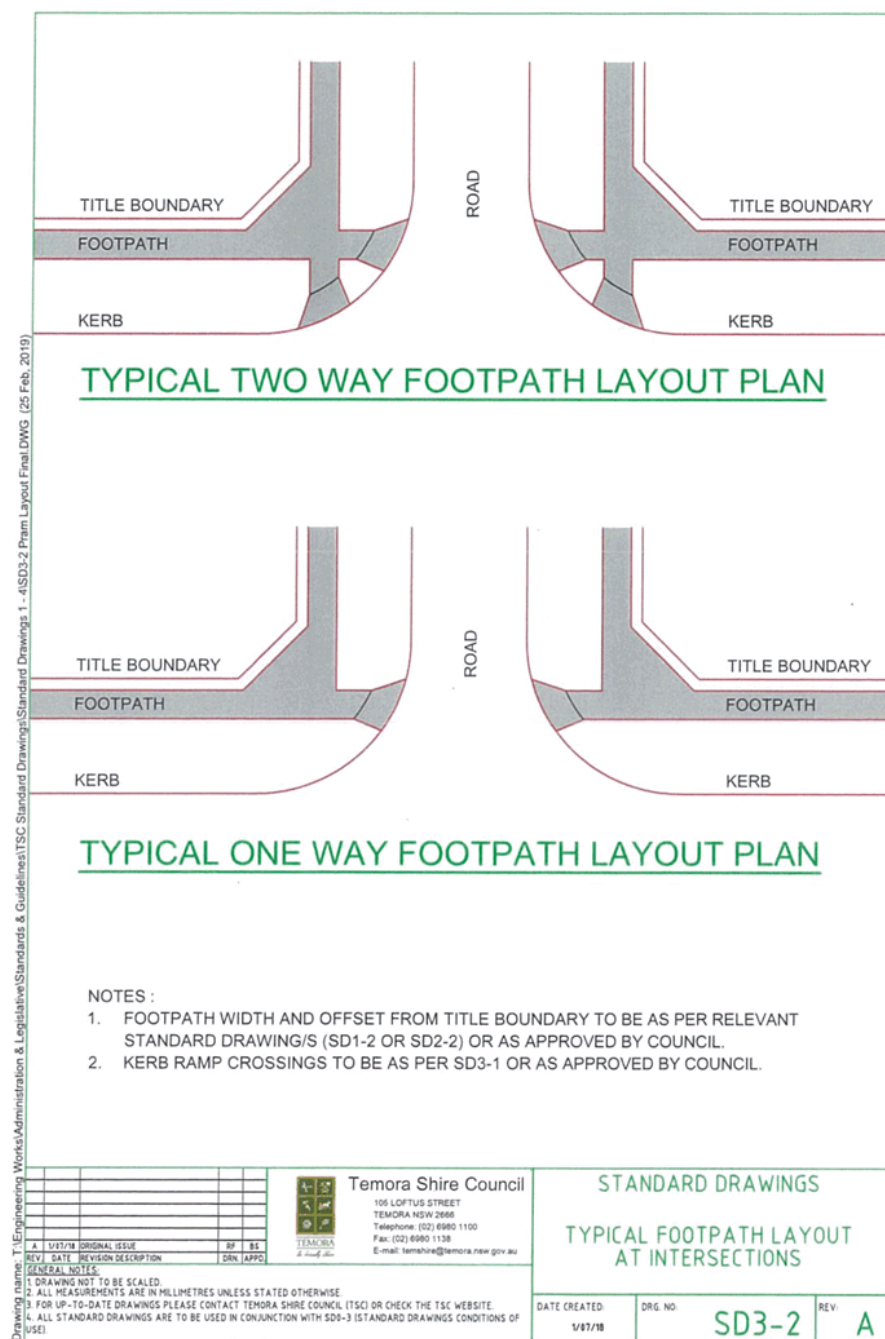 TITLE BOUNDARY
FOOTPATH
KERB
ROAD
TITLE BOUNDARY
FOOTPATH
KERB
TYPICAL TWO WAY FOOTPATH LAYOUT PLAN
TITLE BOUNDARY
FOOTPATH
KERB
ROAD
TITLE BOUNDARY
FOOTPATH
KERB
TYPICAL ONE WAY FOOTPATH LAYOUT PLAN
NOTES :
1. FOOTPATH WIDTH AND OFFSET FROM TITLE BOUNDARY TO BE AS PER RELEVANT
STANDARD DRAWING/S (SD1-2 OR SD2-2) OR AS APPROVED BY COUNCIL.
2. KERB RAMP CROSSINGS TO BE AS PER SD3-1 OR AS APPROVED BY COUNCIL.
Drawing name: T:\Engineering Works\Administration & Legislative\Standards & Guidelines\TSC Standard Drawings\Standard Drawings 1 - 4\SD3-2 Pram Layout Final.DWG (25 Feb, 2019)
A 1/07/18 ORIGINAL ISSUE RF BS
REV. DATE REVISION DESCRIPTION DRN. APPD.
GENERAL NOTES:
1. DRAWING NOT TO BE SCALED.
2. ALL MEASUREMENTS ARE IN MILLIMETRES UNLESS STATED OTHERWISE.
3. FOR UP-TO-DATE DRAWINGS PLEASE CONTACT TEMORA SHIRE COUNCIL (TSC) OR CHECK THE TSC WEBSITE.
4. ALL STANDARD DRAWINGS ARE TO BE USED IN CONJUNCTION WITH SD0-3 (STANDARD DRAWINGS CONDITIONS OF
USE).
TEMORA
Temora Shire Council
105 LOFTUS STREET
TEMORA NSW 2666
Telephone: (02) 6980 1100
Fax: (02) 6980 1138
E-mail: temshire@temora.nsw.gov.au
STANDARD DRAWINGS
TYPICAL FOOTPATH LAYOUT
AT INTERSECTIONS
DATE CREATED:
1/07/18
DRG. NO:
SD3-2
REV:
A